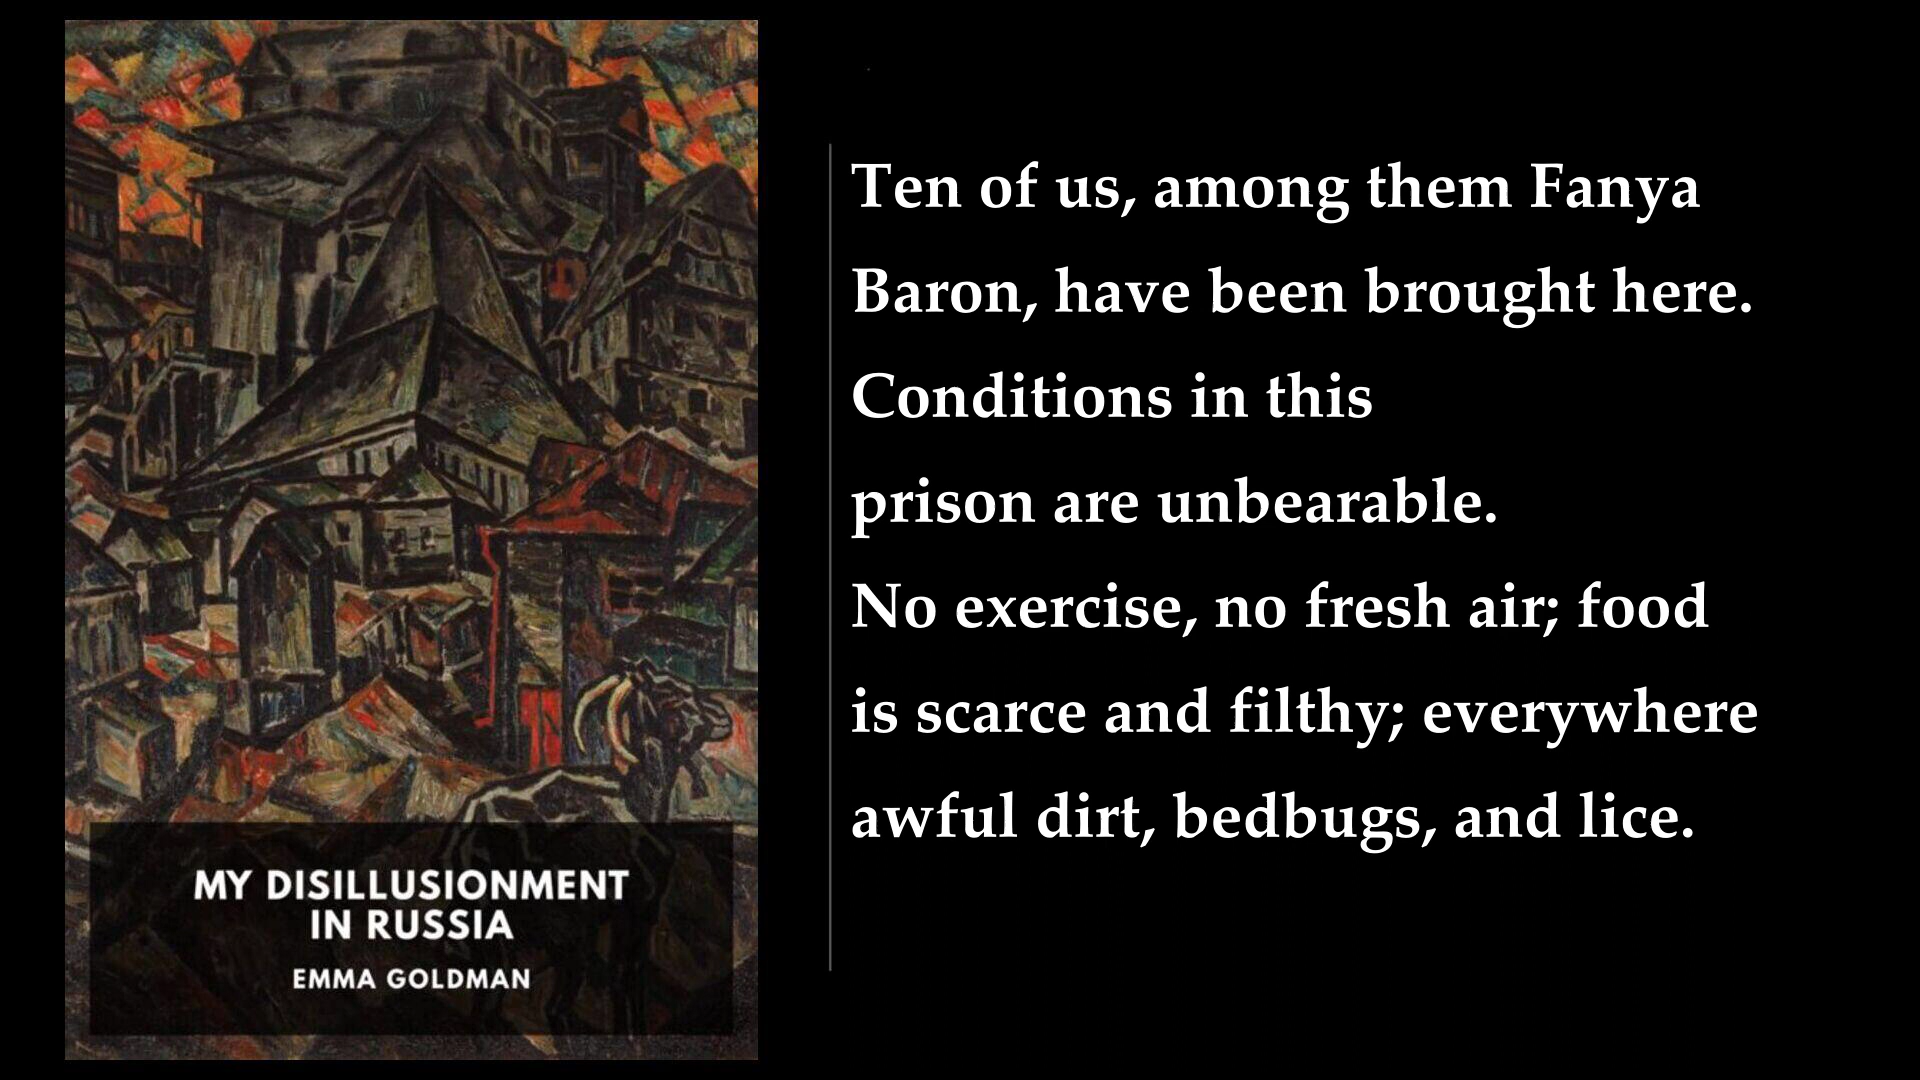 MY DISILLUSIONMENT
IN RUSSIA
EMMA GOLDMAN
Ten of us, among them Fanya
Baron, have been brought here.
Conditions in this
prison are unbearable.
No exercise, no fresh air; food
is scarce and filthy; everywhere
awful dirt, bedbugs, and lice.